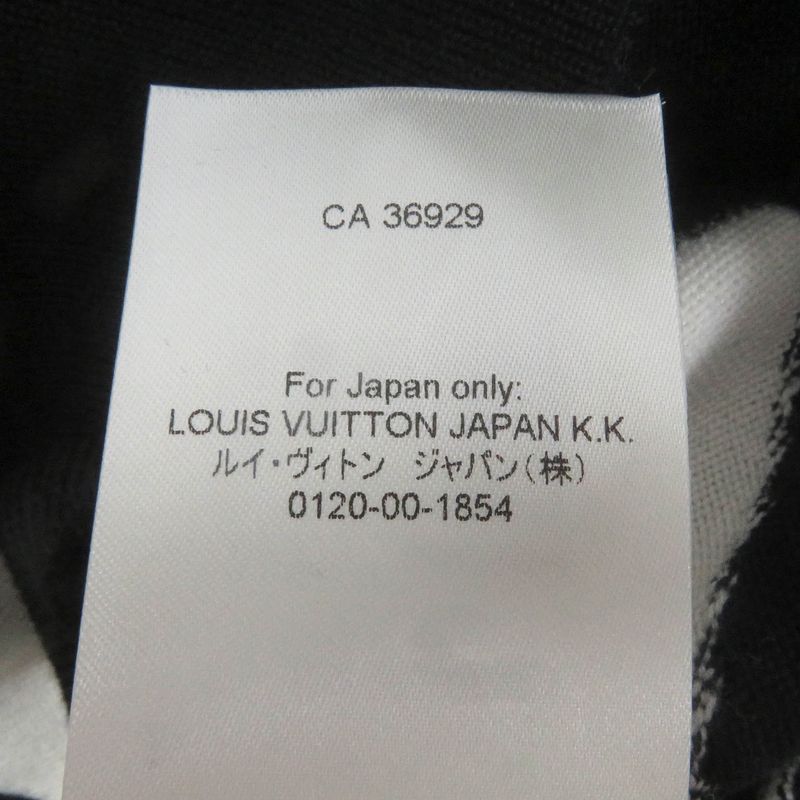 CA 36929
For Japan only:
LOUIS VUITTON JAPAN K.K.
ルイ・ヴィトン ジャパン(株)
0120-00-1854